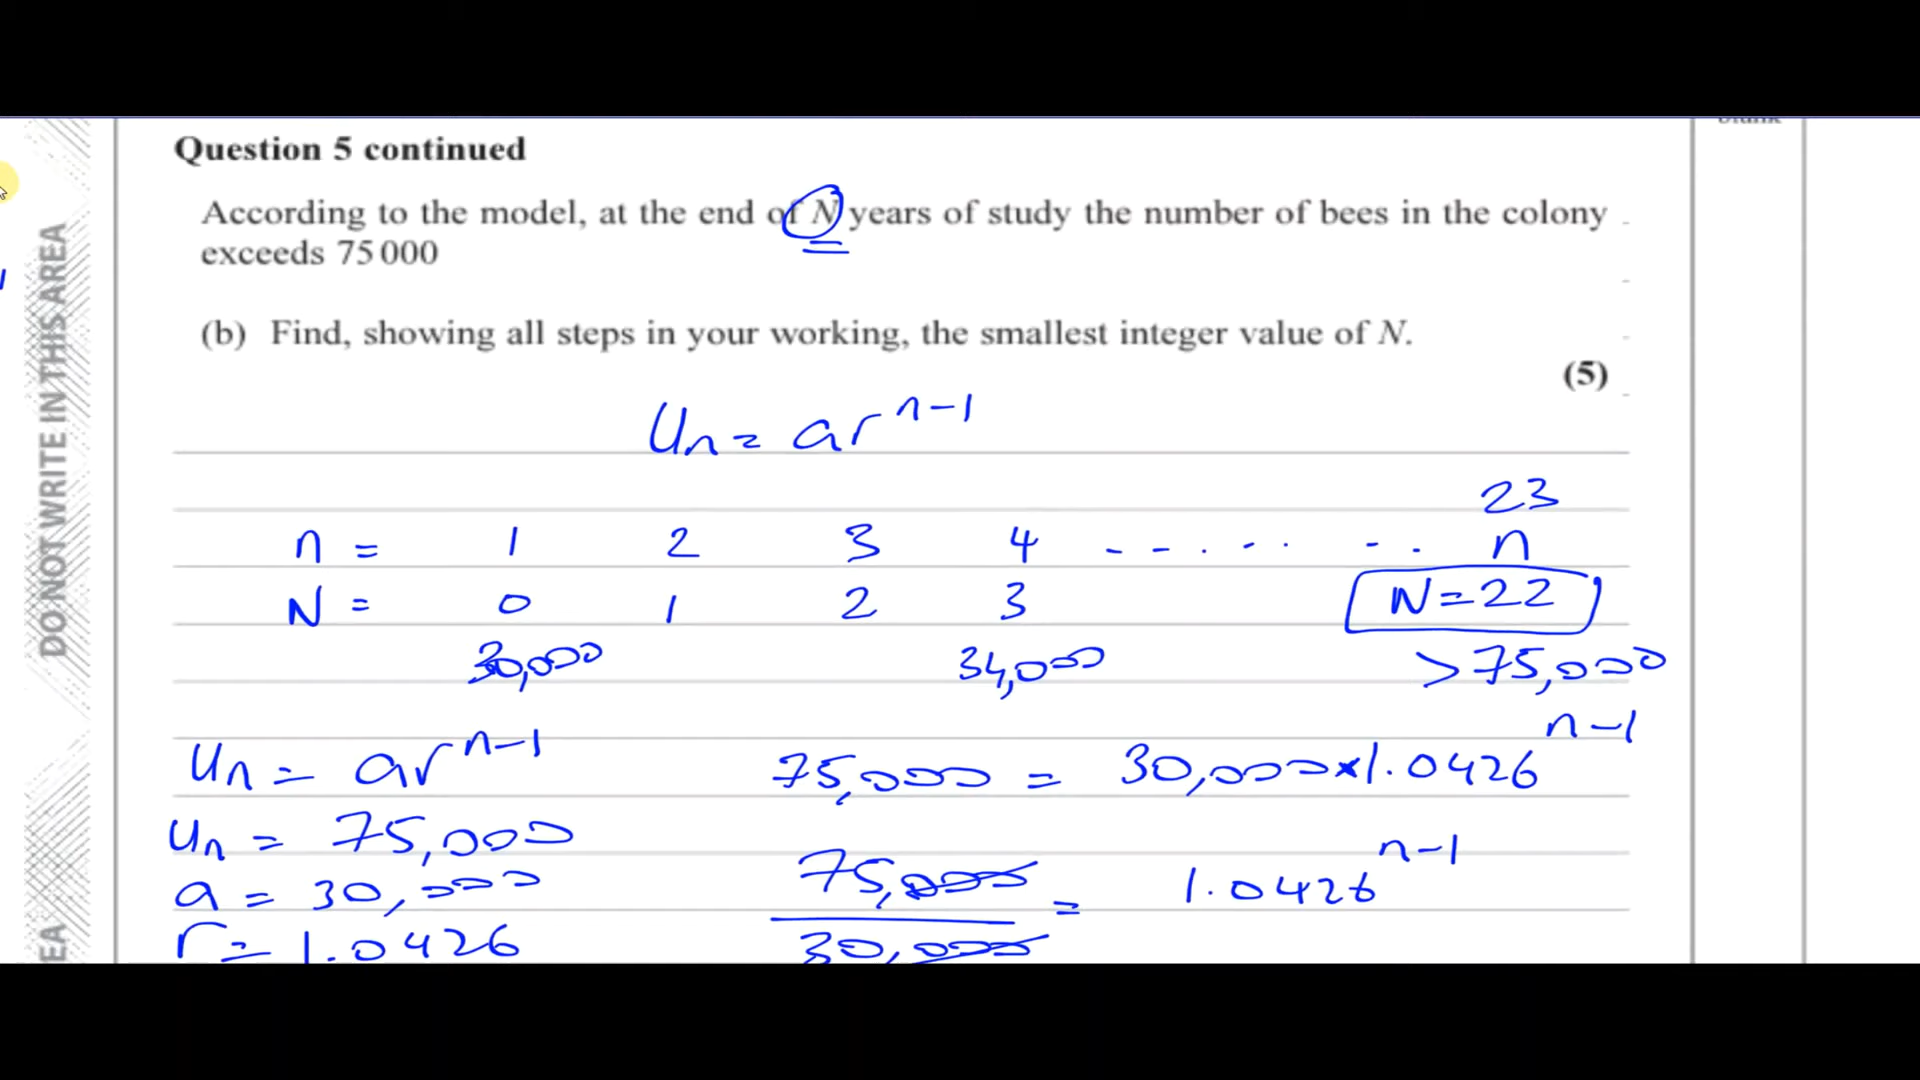 Question 5 continued
According to the model, at the end of N years of study the number of bees in the colony
exceeds 75 000
(b) Find, showing all steps in your working, the smallest integer value of N.
(5)
Un = ar^n-1
23
n = 1 2 3 4 - - . . - . - . . n
N = 0 1 2 3 N=22
30,000 34,000 >75,000
Un = ar^n-1 75,000 = 30,000×1.0426^n-1
Un = 75,000
a = 30,000 75,000/30,000 = 1.0426^n-1
r = 1.0426
DO NOT WRITE IN THIS AREA
EA